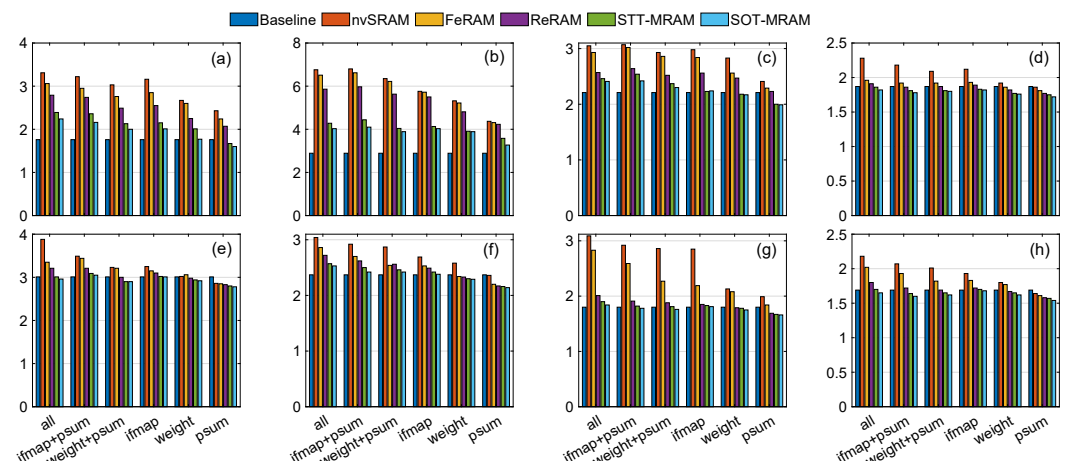 Baseline nvSRAM FeRAM ReRAM STT-MRAM SOT-MRAM
(a)
4
3
2
1
0
(b)
8
6
4
2
0
(c)
3
2
1
0
(d)
2.5
2
1.5
1
0.5
0
(e)
4
3
2
1
0
all
ifmap+psum
weight+psum
ifmap
weight
psum
(f)
3
2
1
0
all
ifmap+psum
weight+psum
ifmap
weight
psum
(g)
3
2
1
0
all
ifmap+psum
weight+psum
ifmap
weight
psum
(h)
2.5
2
1.5
1
0.5
0
all
ifmap+psum
weight+psum
ifmap
weight
psum